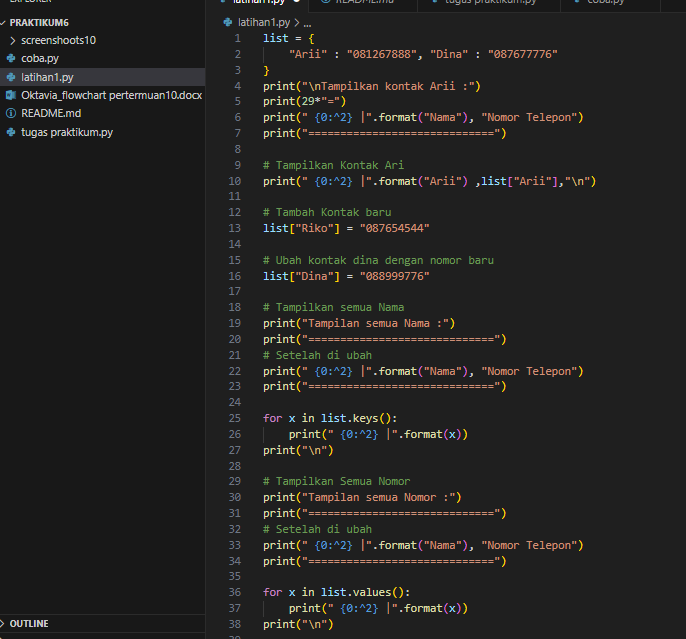 EXPLORER
PRAKTIKUM6
screenshoots10
coba.py
latihan1.py
Oktavia_flowchart pertermuan10.docx
README.md
tugas praktikum.py
OUTLINE
latihan1.py
README.md
tugas praktikum.py
coba.py
latihan1.py > ...
1 list = {
2     "Arii" : "081267888", "Dina" : "087677776"
3 }
4 print("\nTampilkan kontak Arii :")
5 print(29*"=")
6 print(" {0:^2} |".format("Nama"), "Nomor Telepon")
7 print("=============================")
8
9 # Tampilkan Kontak Ari
10 print(" {0:^2} |".format("Arii") ,list["Arii"],"\n")
11
12 # Tambah Kontak baru
13 list["Riko"] = "087654544"
14
15 # Ubah kontak dina dengan nomor baru
16 list["Dina"] = "088999776"
17
18 # Tampilkan semua Nama
19 print("Tampilan semua Nama :")
20 print("=============================")
21 # Setelah di ubah
22 print(" {0:^2} |".format("Nama"), "Nomor Telepon")
23 print("=============================")
24
25 for x in list.keys():
26     print(" {0:^2} |".format(x))
27 print("\n")
28
29 # Tampilkan Semua Nomor
30 print("Tampilan semua Nomor :")
31 print("=============================")
32 # Setelah di ubah
33 print(" {0:^2} |".format("Nama"), "Nomor Telepon")
34 print("=============================")
35
36 for x in list.values():
37     print(" {0:^2} |".format(x))
38 print("\n")
39